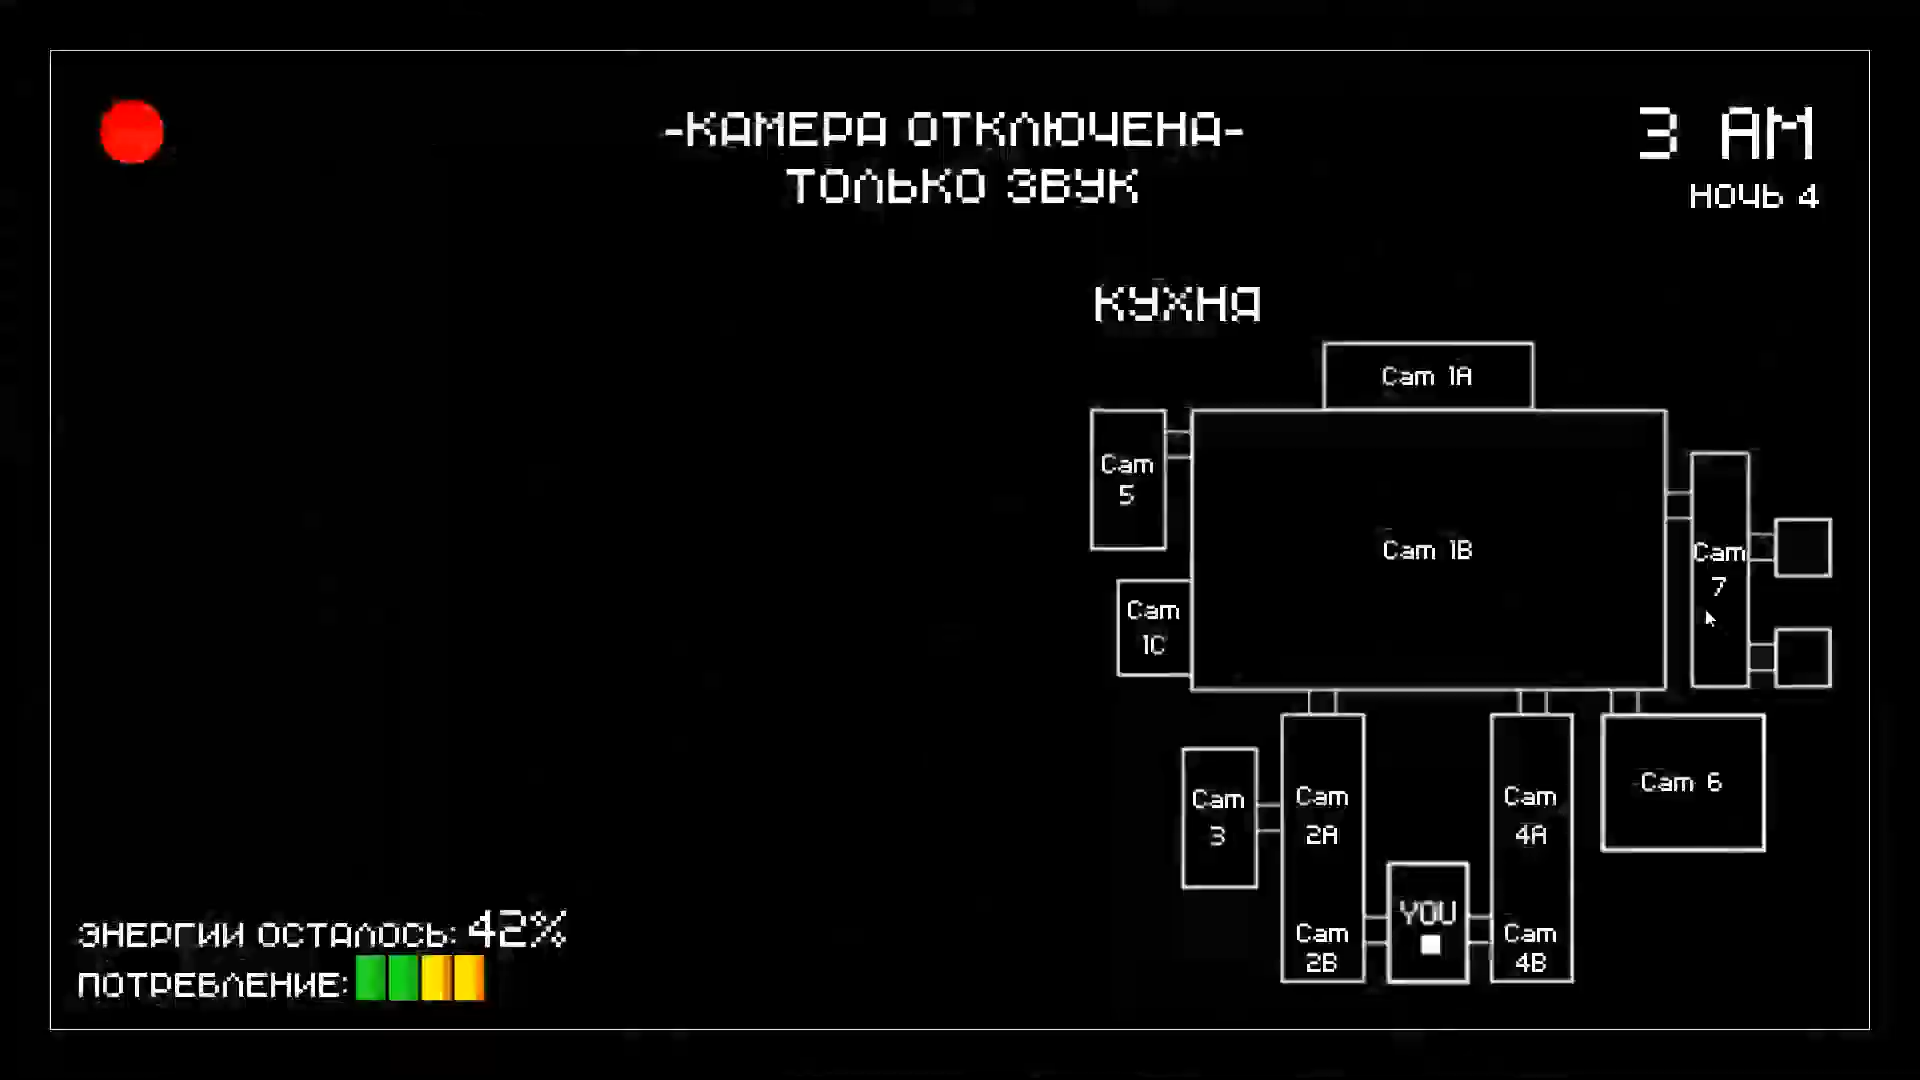 -КАМЕРА ОТКЛЮЧЕНА-
ТОЛЬКО ЗВУК
3 AM
НОЧЬ 4
КУХНЯ
Cam 1A
Cam
5
Cam 1B
Cam
7
Cam
1C
Cam 6
Cam
3
Cam
2A
Cam
4A
YOU
Cam
2B
Cam
4B
ЭНЕРГИИ ОСТАЛОСЬ: 42%
ПОТРЕБЛЕНИЕ: